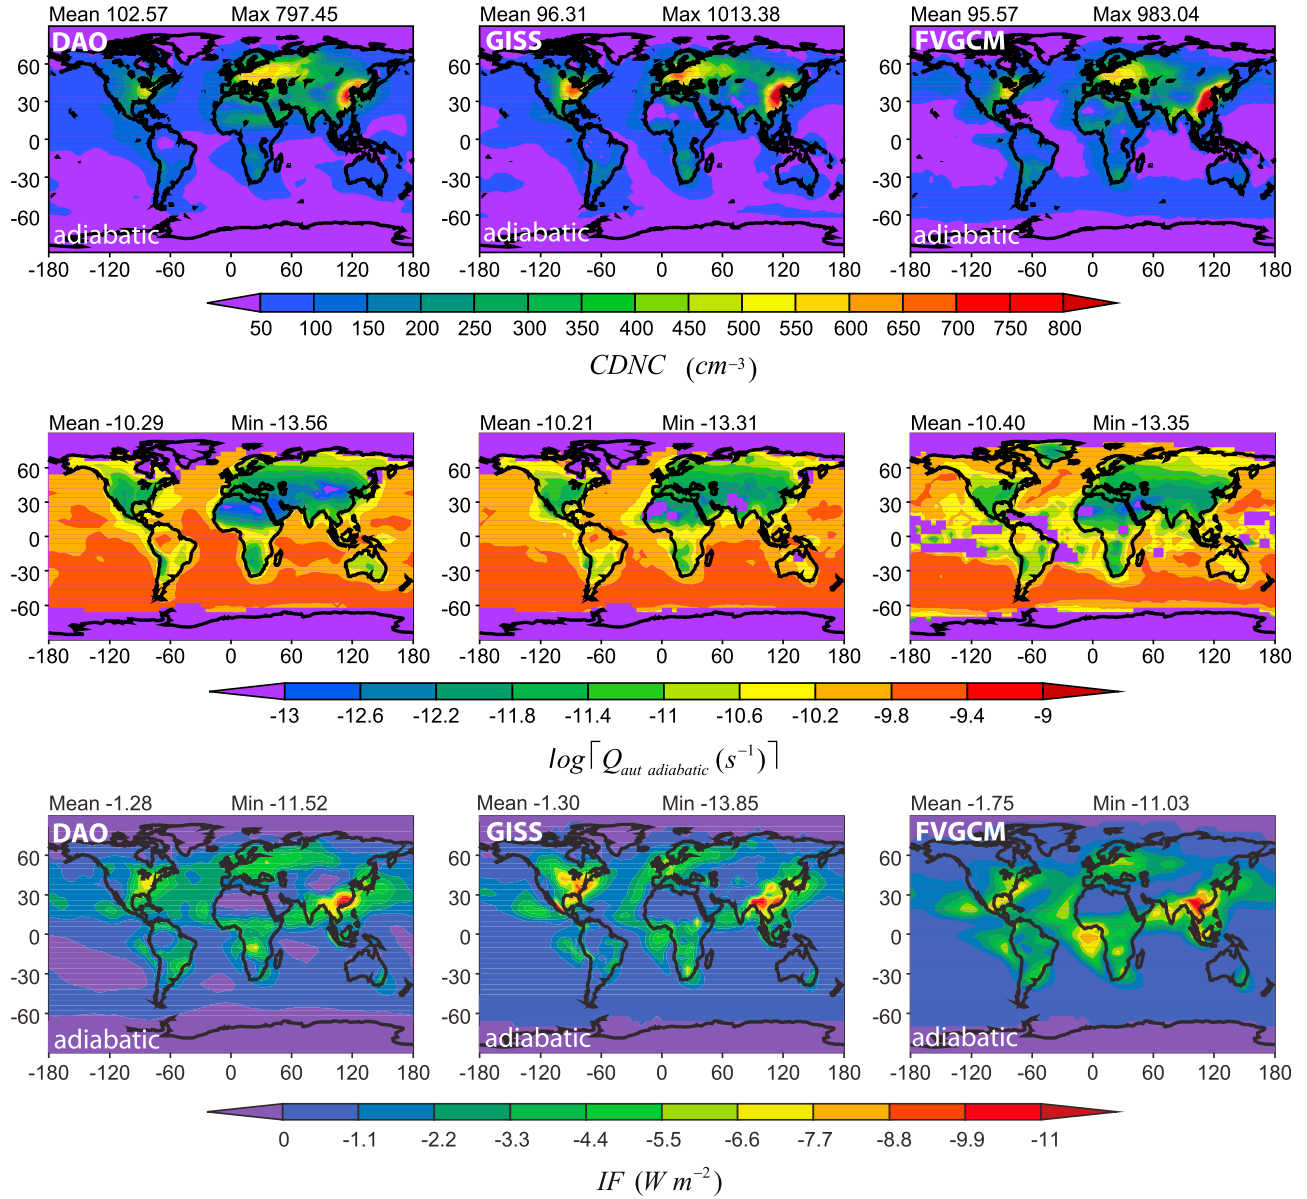 Mean 102.57 Max 797.45 Mean 96.31 Max 1013.38 Mean 95.57 Max 983.04
DAO GISS FVGCM
60 60 60
30 30 30
0 0 0
-30 -30 -30
-60 -60 -60
adiabatic adiabatic adiabatic
-180 -120 -60 0 60 120 180 -180 -120 -60 0 60 120 180 -180 -120 -60 0 60 120 180
50 100 150 200 250 300 350 400 450 500 550 600 650 700 750 800
CDNC (cm⁻³)
Mean -10.29 Min -13.56 Mean -10.21 Min -13.31 Mean -10.40 Min -13.35
60 60 60
30 30 30
0 0 0
-30 -30 -30
-60 -60 -60
-180 -120 -60 0 60 120 180 -180 -120 -60 0 60 120 180 -180 -120 -60 0 60 120 180
-13 -12.6 -12.2 -11.8 -11.4 -11 -10.6 -10.2 -9.8 -9.4 -9
log⌈Q_aut adiabatic (s⁻¹)⌉
Mean -1.28 Min -11.52 Mean -1.30 Min -13.85 Mean -1.75 Min -11.03
DAO GISS FVGCM
60 60 60
30 30 30
0 0 0
-30 -30 -30
-60 -60 -60
adiabatic adiabatic adiabatic
-180 -120 -60 0 60 120 180 -180 -120 -60 0 60 120 180 -180 -120 -60 0 60 120 180
0 -1.1 -2.2 -3.3 -4.4 -5.5 -6.6 -7.7 -8.8 -9.9 -11
IF (W m⁻²)